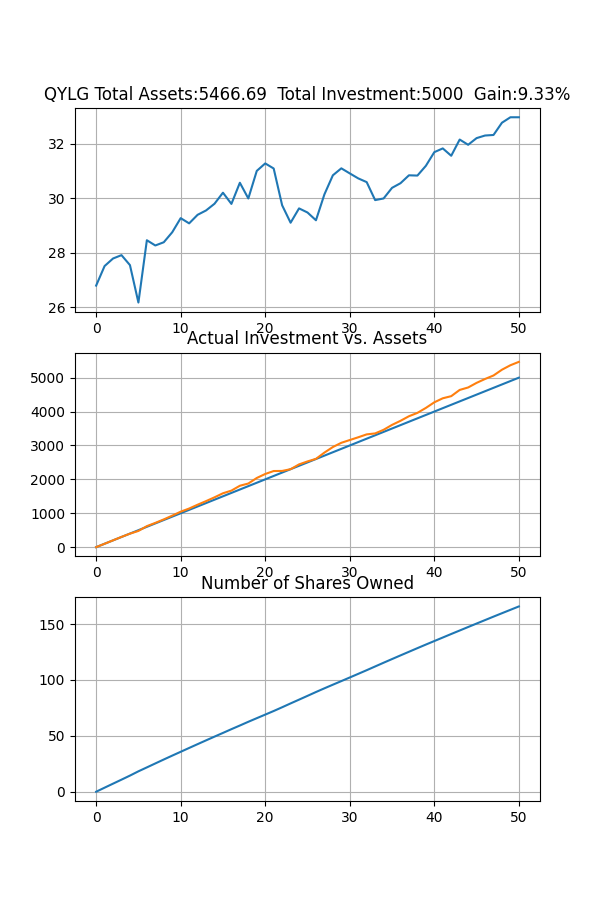 QYLG Total Assets:5466.69  Total Investment:5000  Gain:9.33%
32
30
28
26
0 10 20 30 40 50
Actual Investment vs. Assets
5000
4000
3000
2000
1000
0
0 10 20 30 40 50
Number of Shares Owned
150
100
50
0
0 10 20 30 40 50